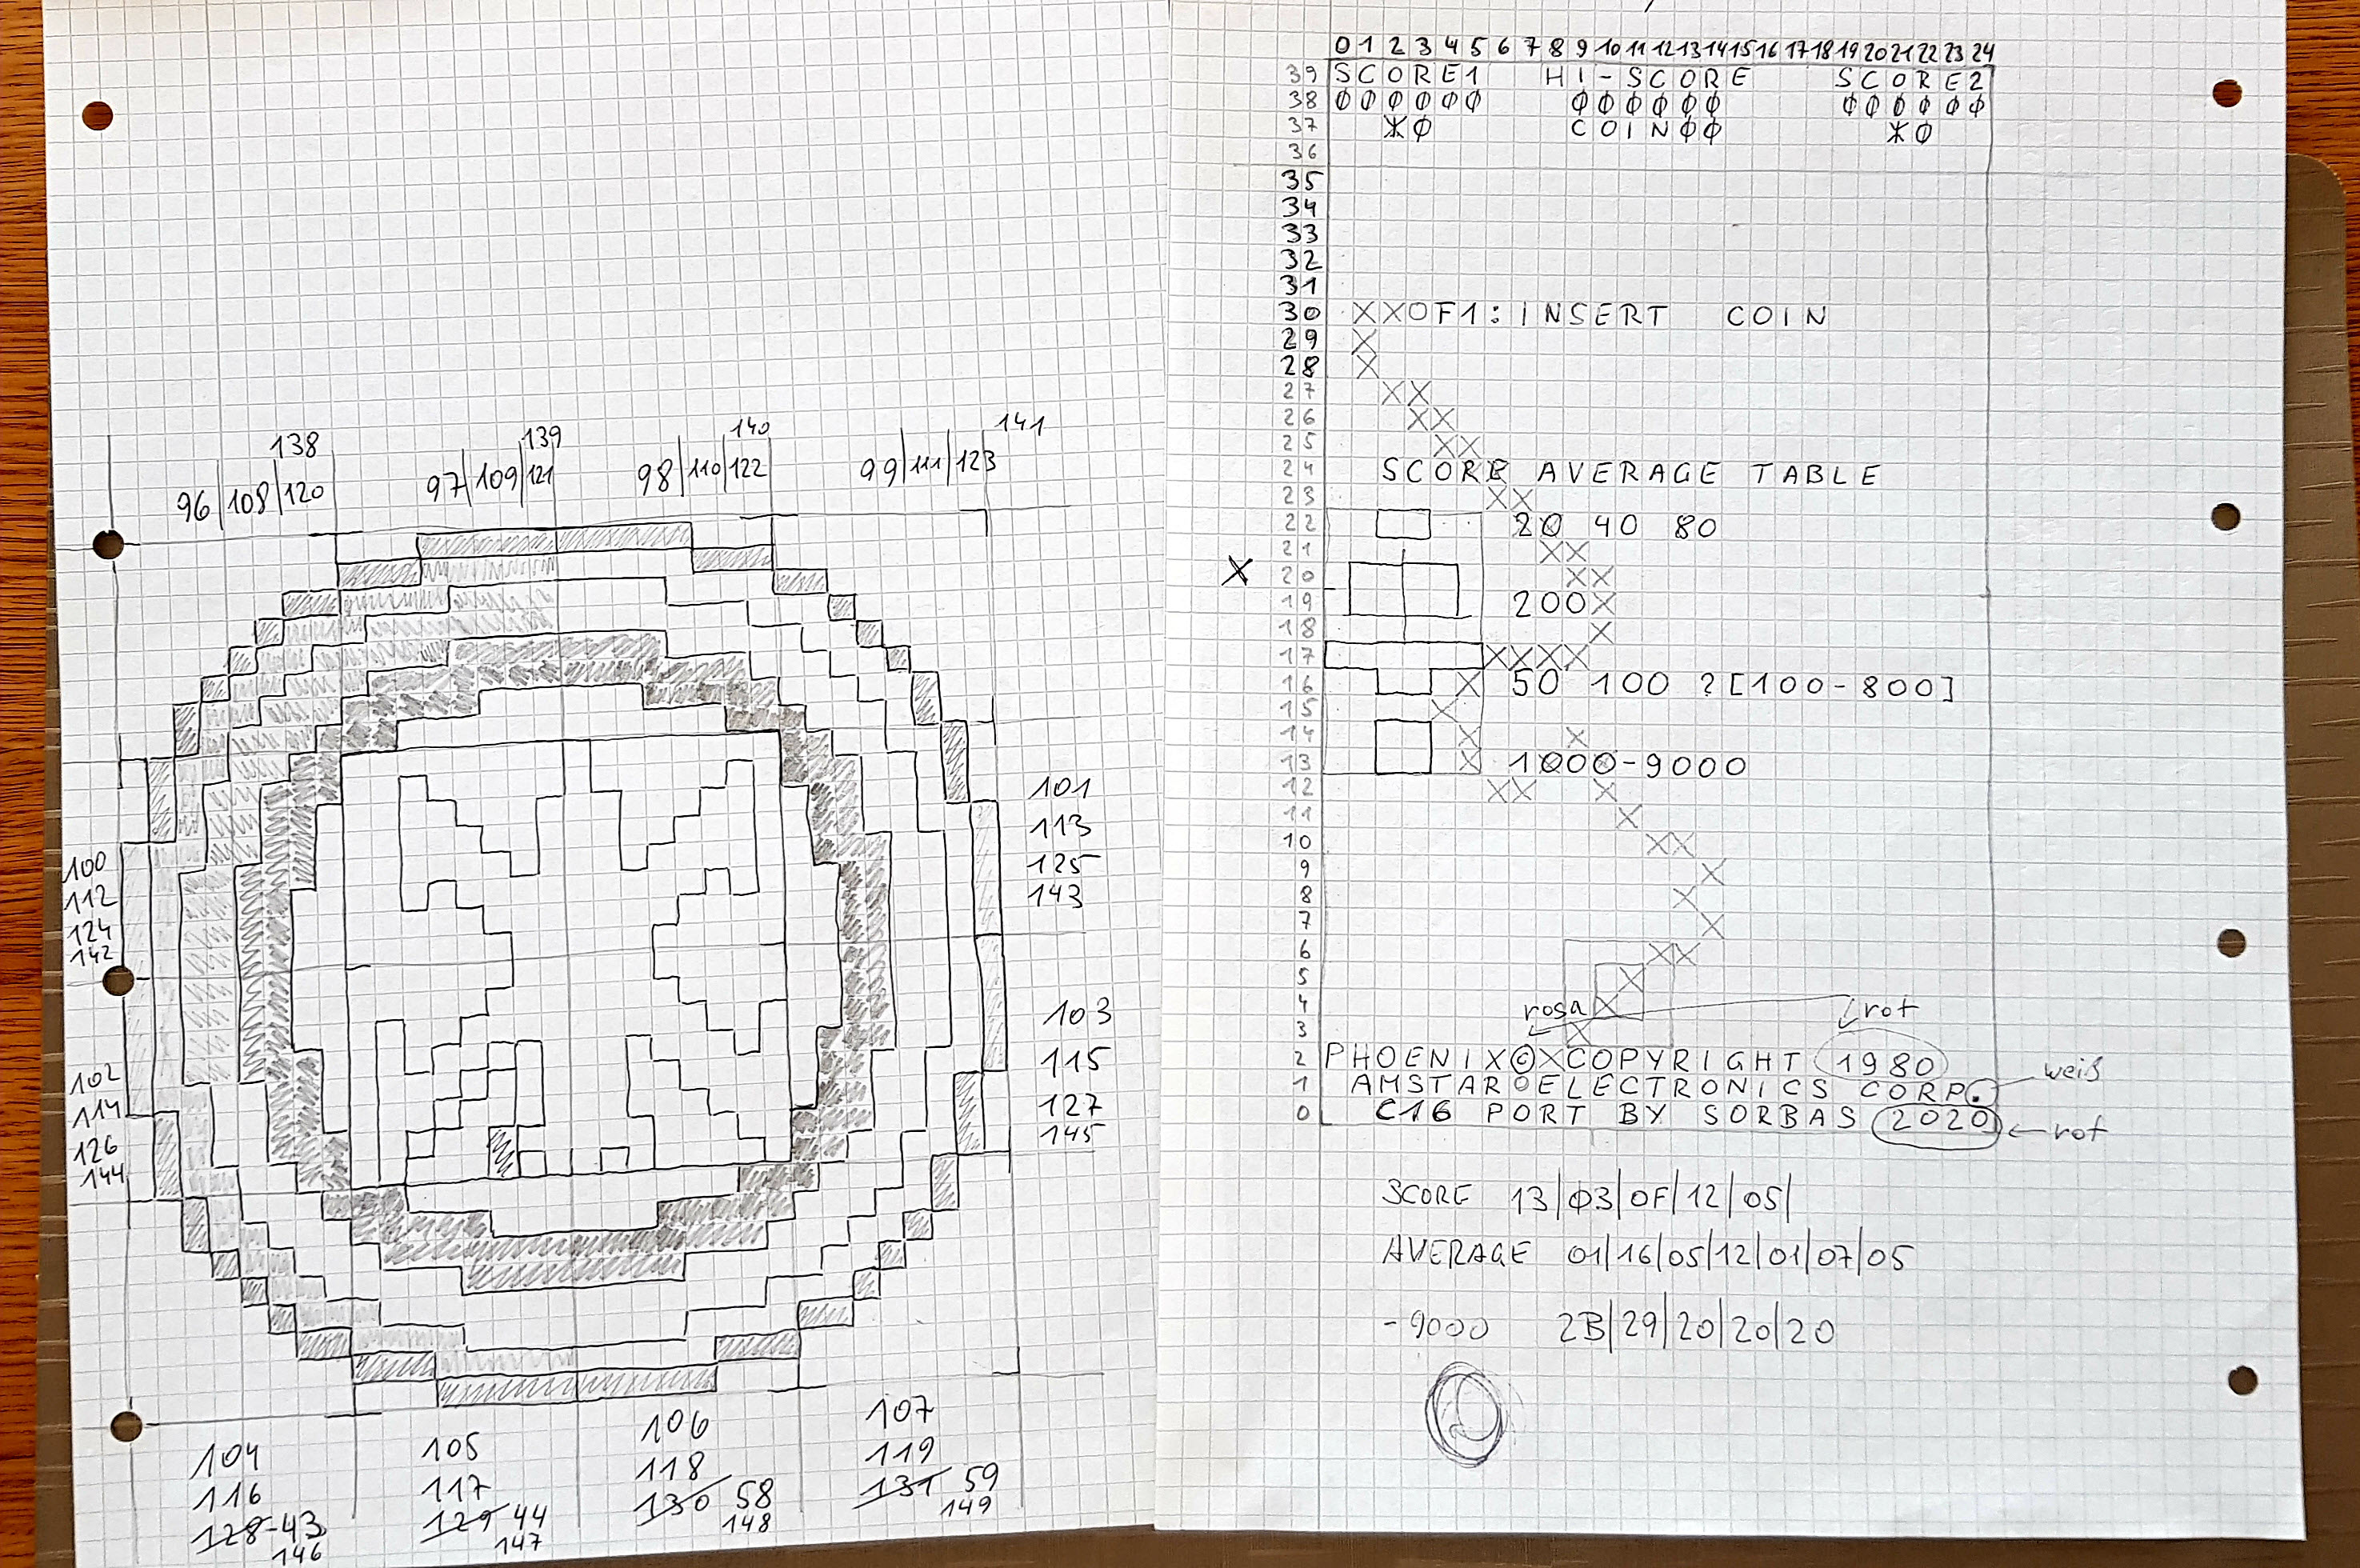 138 139 140 141
96 108 120 97 109 121 98 110 122 99 111 123
100
112
124
142
102
114
126
144
101
113
125
143
103
115
127
145
104
116
128-43
146
105
117
129 44
147
106
118
130 58
148
107
119
131 59
149
0 1 2 3 4 5 6 7 8 9 10 11 12 13 14 15 16 17 18 19 20 21 22 23 24
39 SCORE1 HI-SCORE SCORE2
38 000000 000000 000000
37 0 COIN00 0
36
35
34
33
32
31
30 XXOF1: INSERT COIN
29 X
28 X
27 XX
26 XX
25 XX
24 SCORE AVERAGE TABLE
23 XX
22 20 40 80
21 XX
X 20 XX
19 200X
18 X
17 XXXX
16 X 50 100 ?[100-800]
15 X
14 X X
13 X 1000-9000
12 XX X
11 X
10 XX
9 X
8 X
7 X
6 XX
5 X
4 rosa X rot
3 X
2 PHOENIX©XCOPYRIGHT 1980
1 AMSTAR ELECTRONICS CORP. weiß
0 C16 PORT BY SORBAS 2020 rot
SCORE 13|03|0F|12|05|
AVERAGE 01|16|05|12|01|07|05
-9000 2B|29|20|20|20